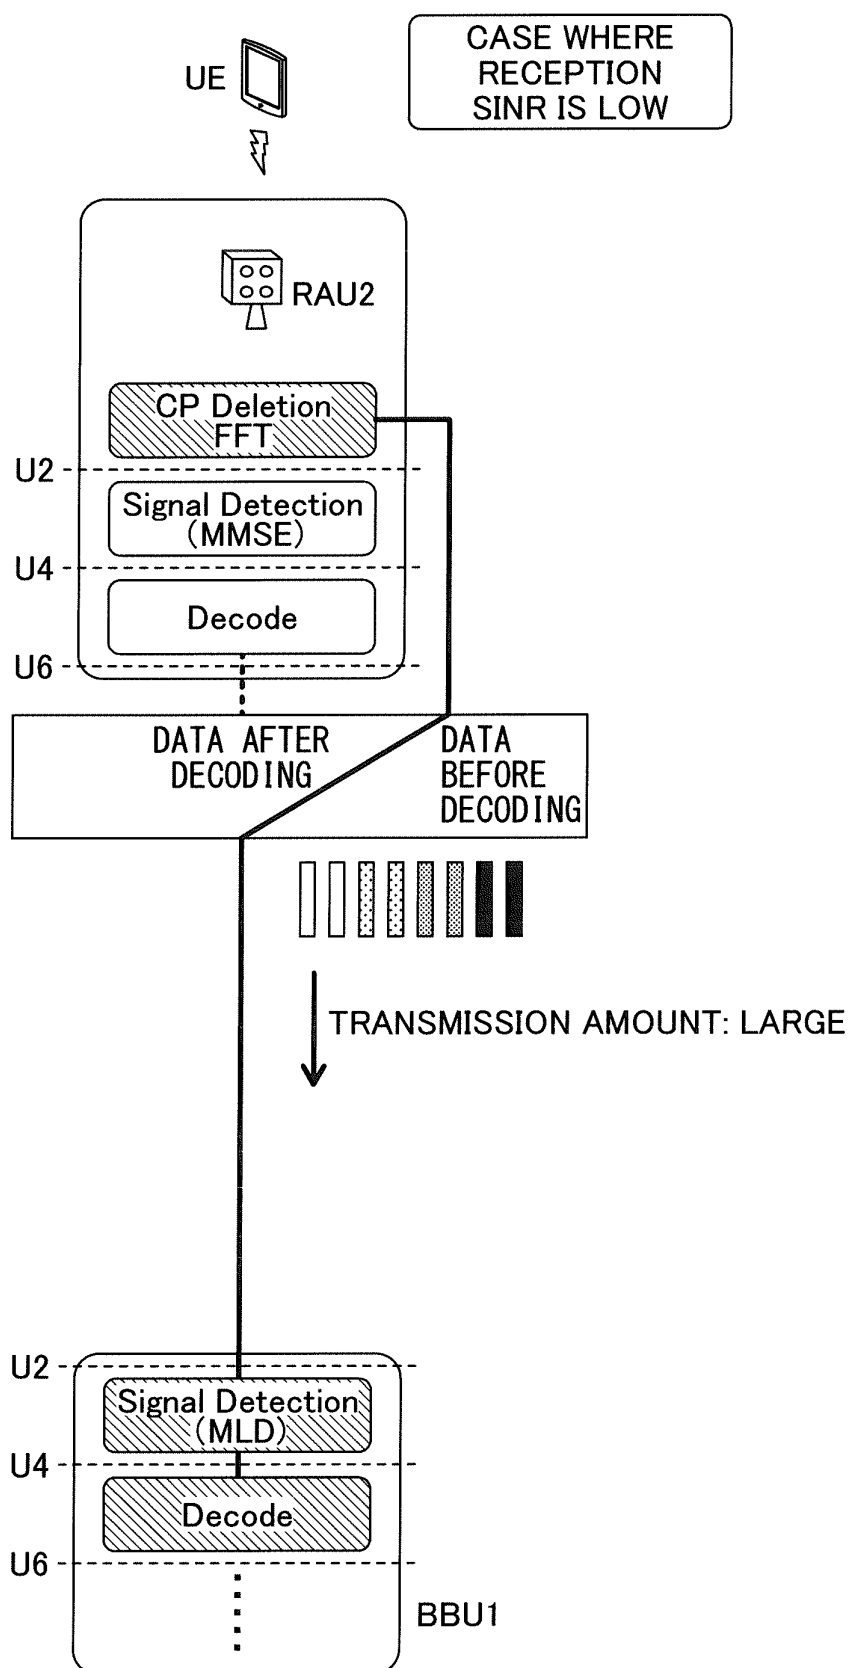 UE
CASE WHERE
RECEPTION
SINR IS LOW
RAU2
CP Deletion
FFT
U2
Signal Detection
(MMSE)
U4
Decode
U6
DATA AFTER
DECODING
DATA
BEFORE
DECODING
TRANSMISSION AMOUNT: LARGE
U2
Signal Detection
(MLD)
U4
Decode
U6
BBU1